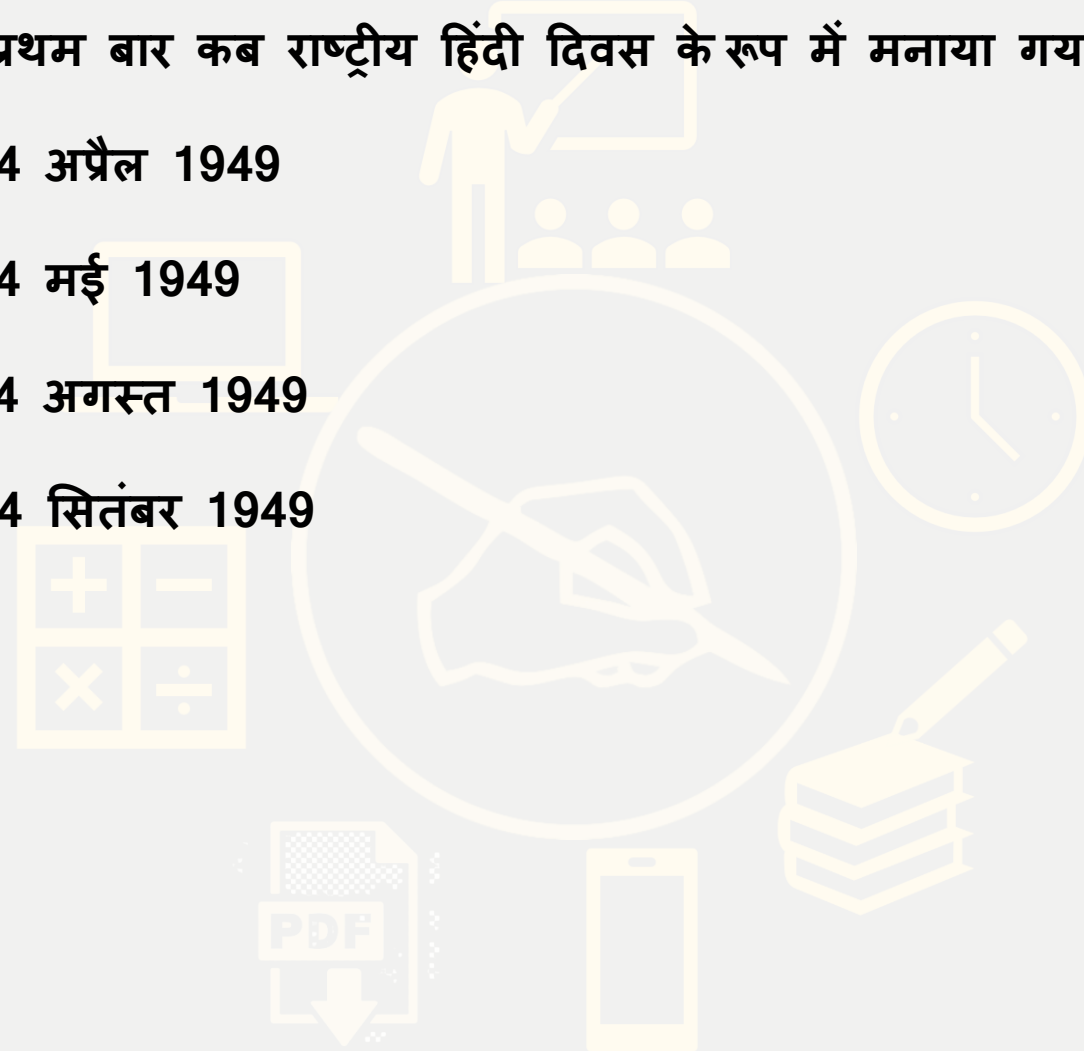 प्रथम बार कब राष्ट्रीय हिंदी दिवस के रूप में मनाया गय
4 अप्रैल 1949
4 मई 1949
4 अगस्त 1949
4 सितंबर 1949
PDF